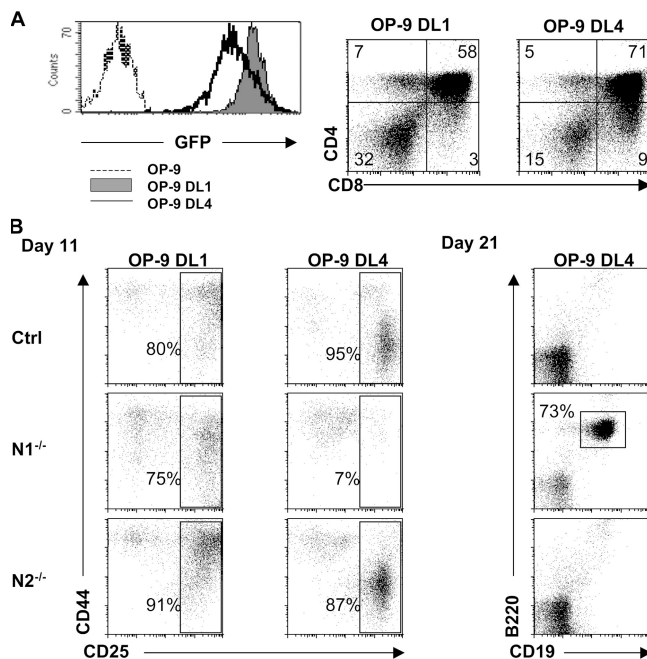 A
70
Counts
0
GFP
OP-9
OP-9 DL1
OP-9 DL4
OP-9 DL1
OP-9 DL4
7
58
5
71
CD4
32
3
15
9
CD8
B
Day 11
Day 21
OP-9 DL1
OP-9 DL4
OP-9 DL4
Ctrl
80%
95%
N1-/-
75%
7%
73%
N2-/-
91%
87%
CD44
B220
CD25
CD19